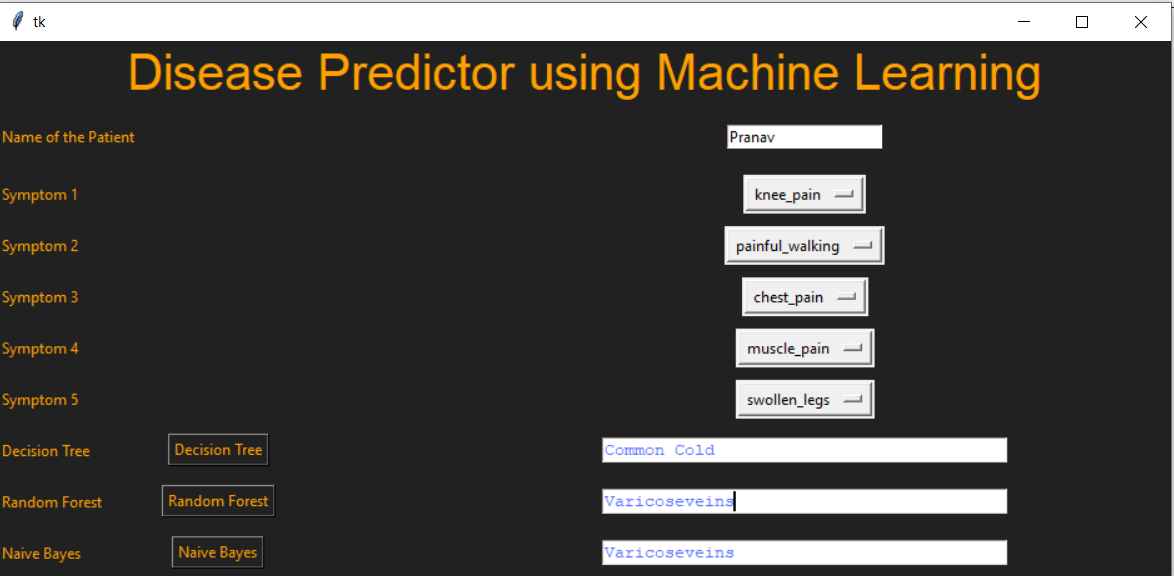 tk
Disease Predictor using Machine Learning
Name of the Patient Pranav
Symptom 1 knee_pain
Symptom 2 painful_walking
Symptom 3 chest_pain
Symptom 4 muscle_pain
Symptom 5 swollen_legs
Decision Tree Decision Tree Common Cold
Random Forest Random Forest Varicoseveins
Naive Bayes Naive Bayes Varicoseveins